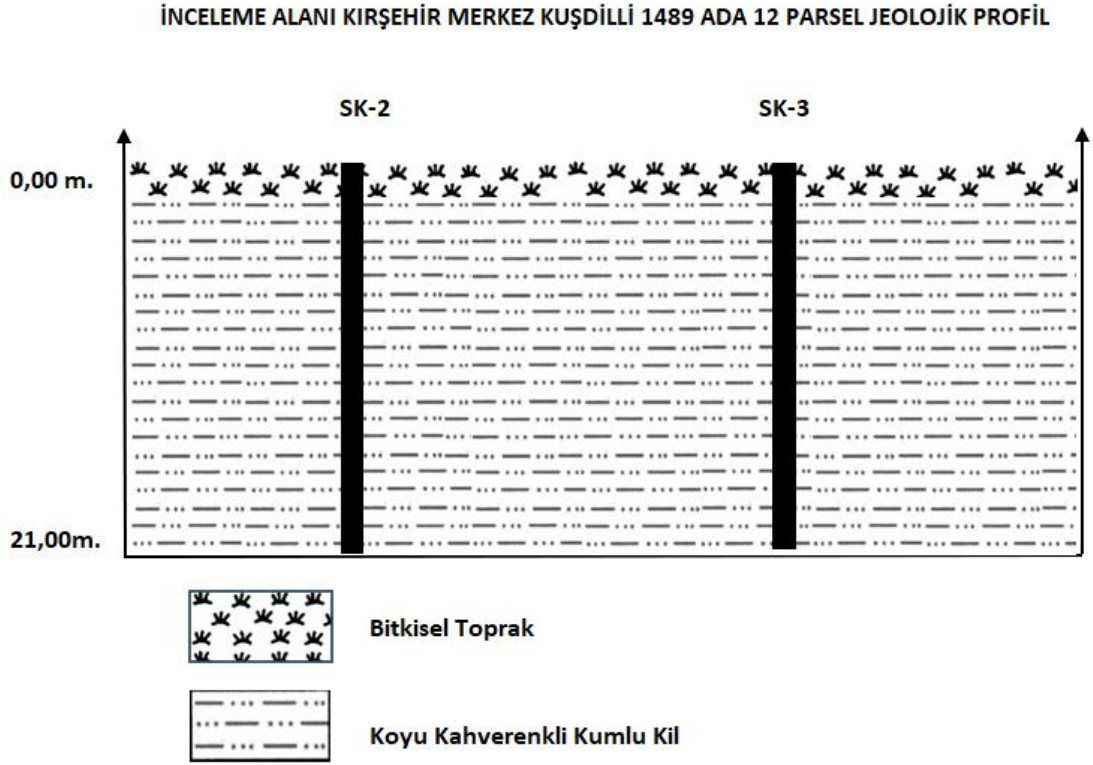 İNCELEME ALANI KIRŞEHİR MERKEZ KUŞDİLLİ 1489 ADA 12 PARSEL JEOLOJİK PROFİL
SK-2
SK-3
0,00 m.
21,00m.
Bitkisel Toprak
Koyu Kahverenkli Kumlu Kil